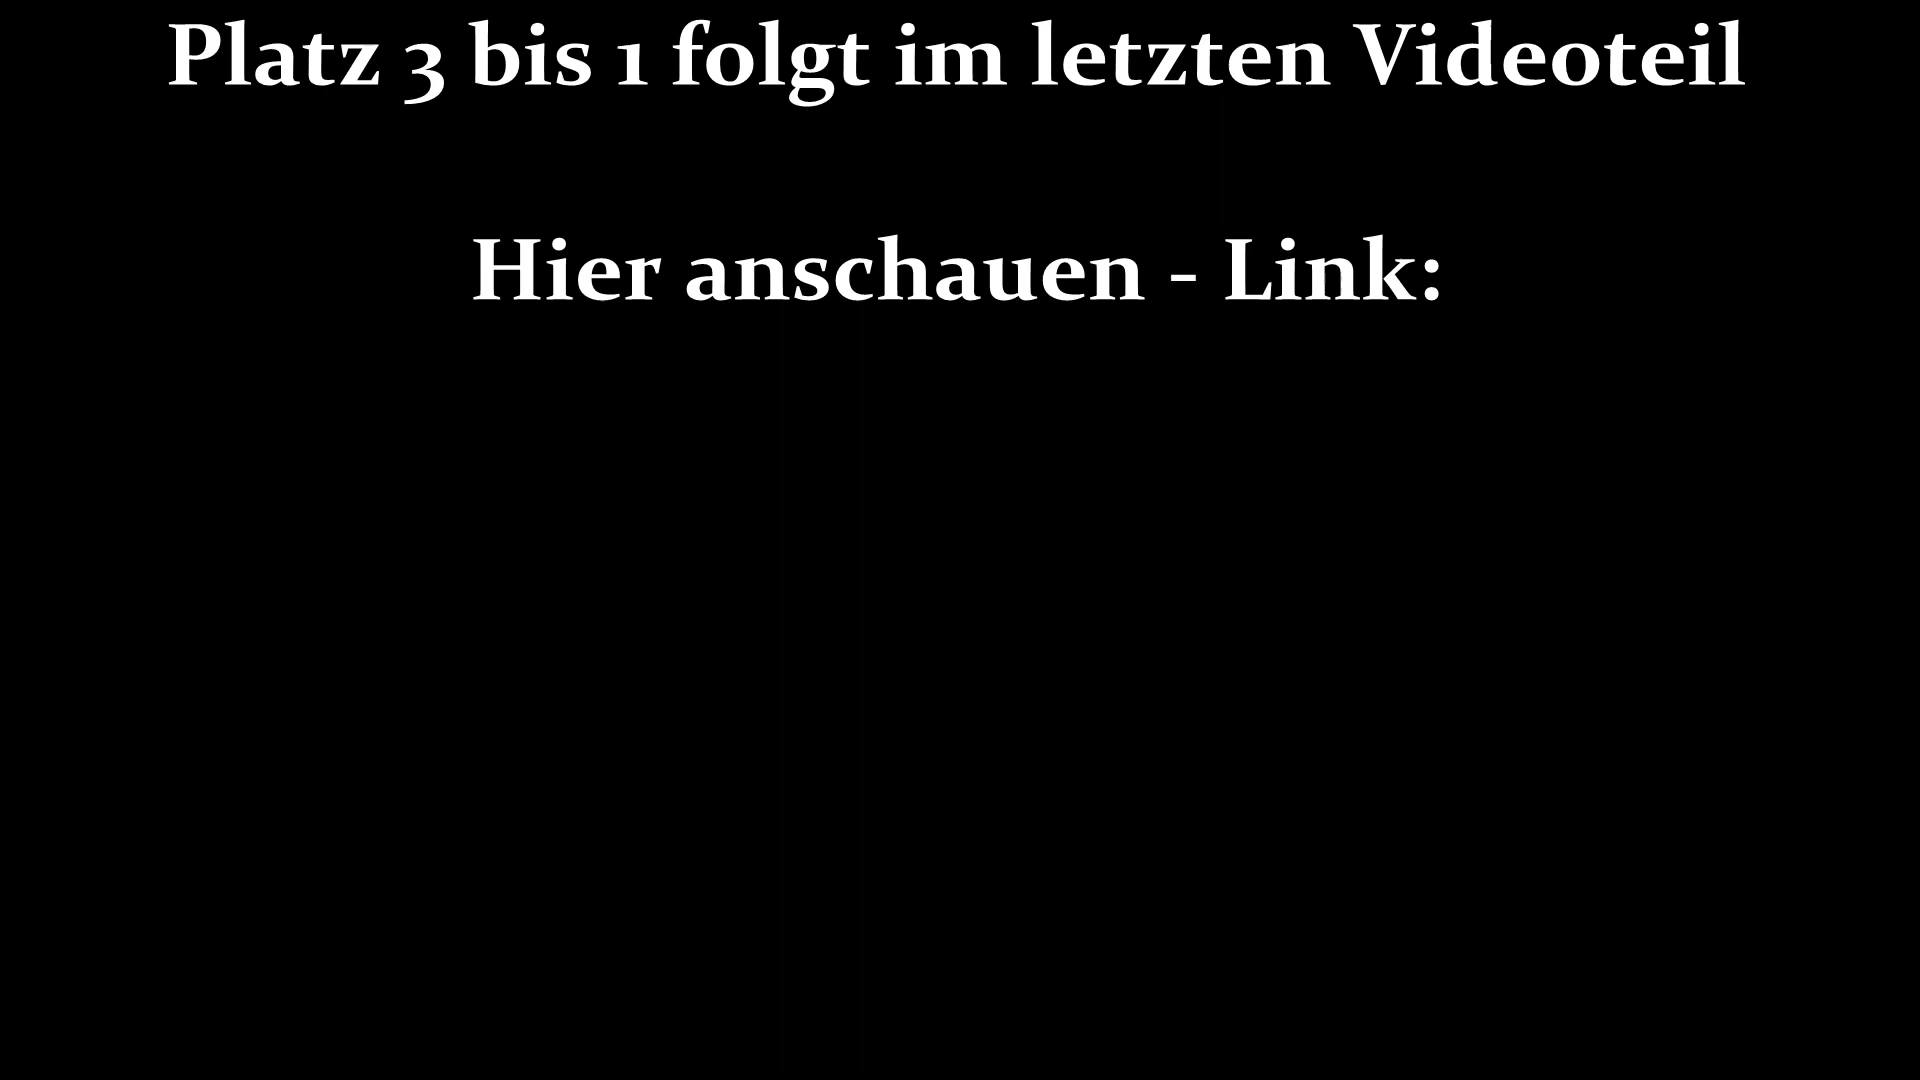 Platz 3 bis 1 folgt im letzten Videoteil
Hier anschauen - Link: